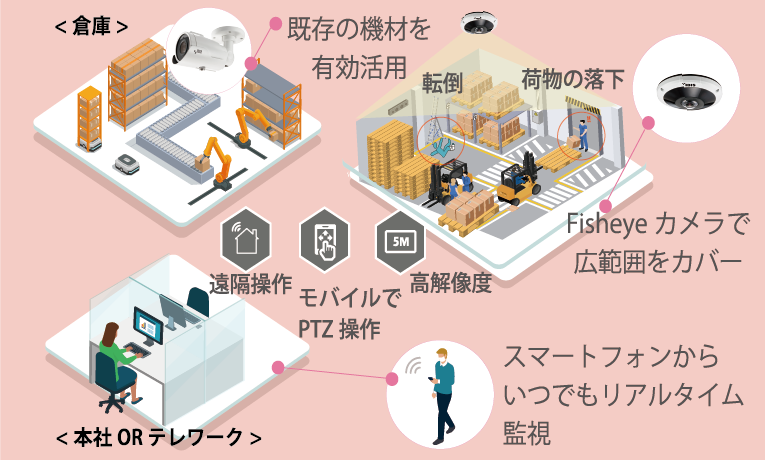 < 倉庫 >
既存の機材を
有効活用
転倒
荷物の落下
Fisheye カメラで
広範囲をカバー
5M
遠隔操作
モバイルで
PTZ 操作
高解像度
スマートフォンから
いつでもリアルタイム
監視
< 本社 OR テレワーク >